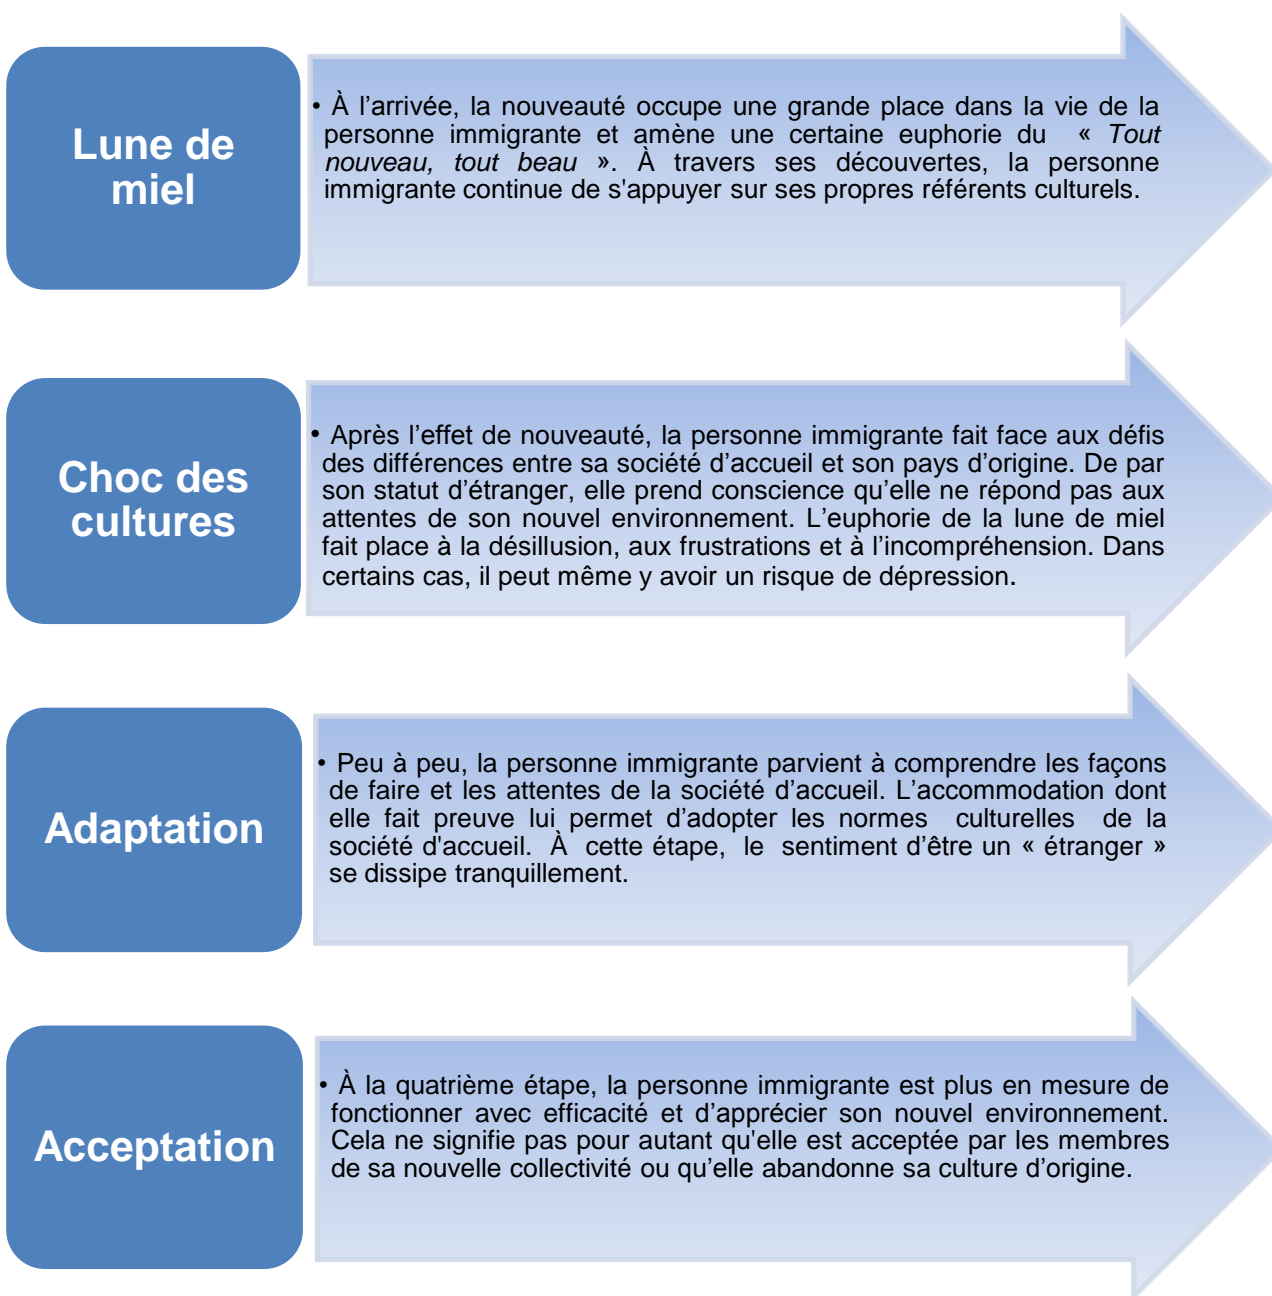 Lune de
miel
• À l’arrivée, la nouveauté occupe une grande place dans la vie de la
personne immigrante et amène une certaine euphorie du « Tout
nouveau, tout beau ». À travers ses découvertes, la personne
immigrante continue de s'appuyer sur ses propres référents culturels.
Choc des
cultures
• Après l’effet de nouveauté, la personne immigrante fait face aux défis
des différences entre sa société d’accueil et son pays d’origine. De par
son statut d’étranger, elle prend conscience qu’elle ne répond pas aux
attentes de son nouvel environnement. L’euphorie de la lune de miel
fait place à la désillusion, aux frustrations et à l’incompréhension. Dans
certains cas, il peut même y avoir un risque de dépression.
Adaptation
• Peu à peu, la personne immigrante parvient à comprendre les façons
de faire et les attentes de la société d’accueil. L’accommodation dont
elle fait preuve lui permet d’adopter les normes culturelles de la
société d'accueil. À cette étape, le sentiment d’être un « étranger »
se dissipe tranquillement.
Acceptation
• À la quatrième étape, la personne immigrante est plus en mesure de
fonctionner avec efficacité et d’apprécier son nouvel environnement.
Cela ne signifie pas pour autant qu'elle est acceptée par les membres
de sa nouvelle collectivité ou qu’elle abandonne sa culture d’origine.